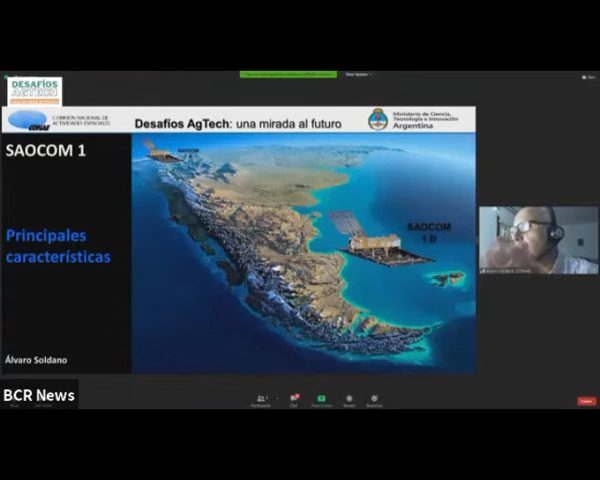 DESAFÍOS
AGTECH
COMISIÓN NACIONAL DE
ACTIVIDADES ESPACIALES
CONAE
Desafíos AgTech: una mirada al futuro
Ministerio de Ciencia,
Tecnología e Innovación
Argentina
SAOCOM 1
SAOCOM
1 B
Principales
características
Álvaro Soldano
BCR News